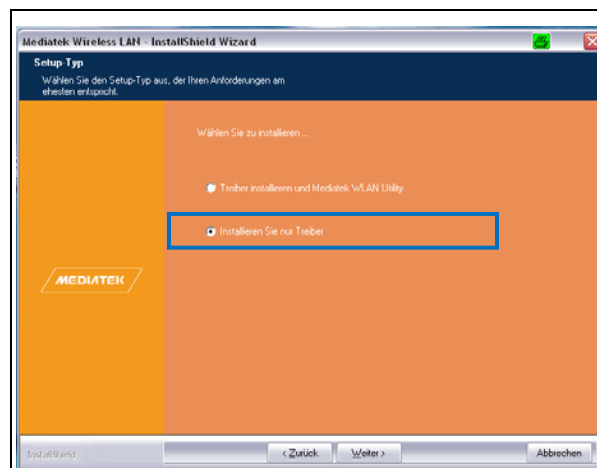 Mediatek Wireless LAN - InstallShield Wizard
Setup-Typ
Wählen Sie den Setup-Typ aus, der Ihren Anforderungen am
ehesten entspricht.
Wählen Sie zu installieren ...
Treiber installieren und Mediatek WLAN Utility
Installieren Sie nur Treiber
MEDIATEK
InstallShield
< Zurück
Weiter >
Abbrechen